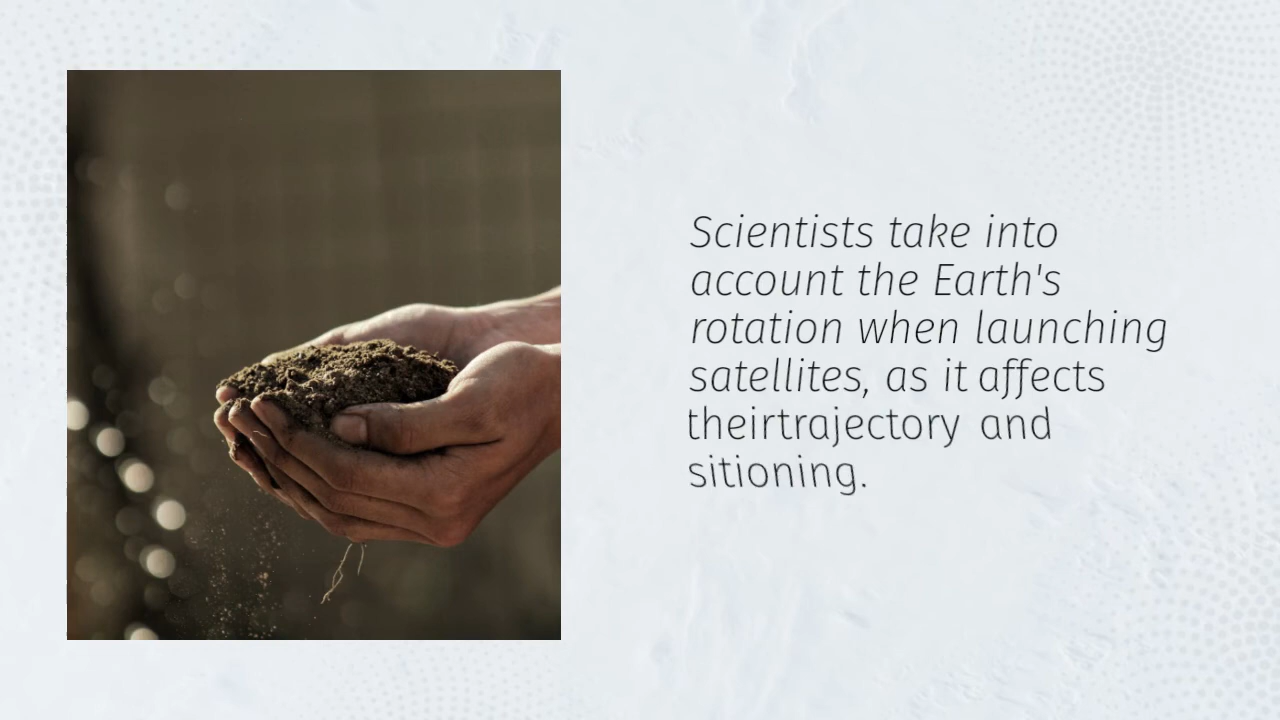 Scientists take into
account the Earth's
rotation when launching
satellites, as it affects
theirtrajectory and
sitioning.